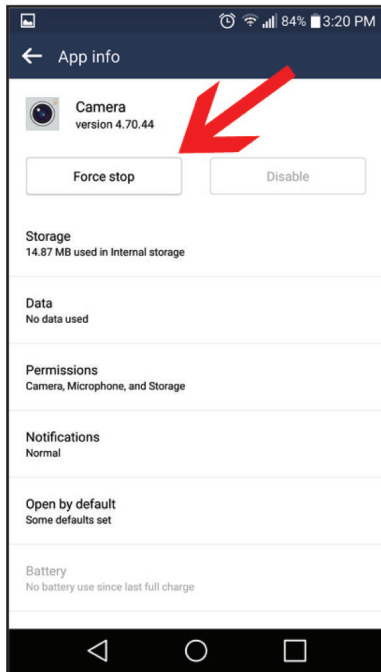 84% 3:20 PM
App info
Camera
version 4.70.44
Force stop
Disable
Storage
14.87 MB used in Internal storage
Data
No data used
Permissions
Camera, Microphone, and Storage
Notifications
Normal
Open by default
Some defaults set
Battery
No battery use since last full charge